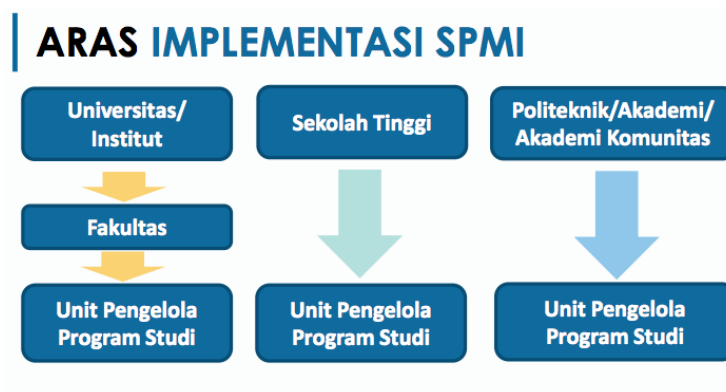 ARAS IMPLEMENTASI SPMI
Universitas/
Institut
Sekolah Tinggi
Politeknik/Akademi/
Akademi Komunitas
Fakultas
Unit Pengelola
Program Studi
Unit Pengelola
Program Studi
Unit Pengelola
Program Studi